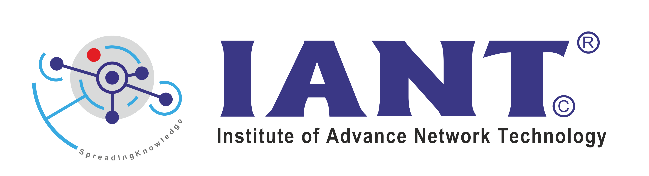 IANT®
©
Institute of Advance Network Technology
SpreadingKnowledge